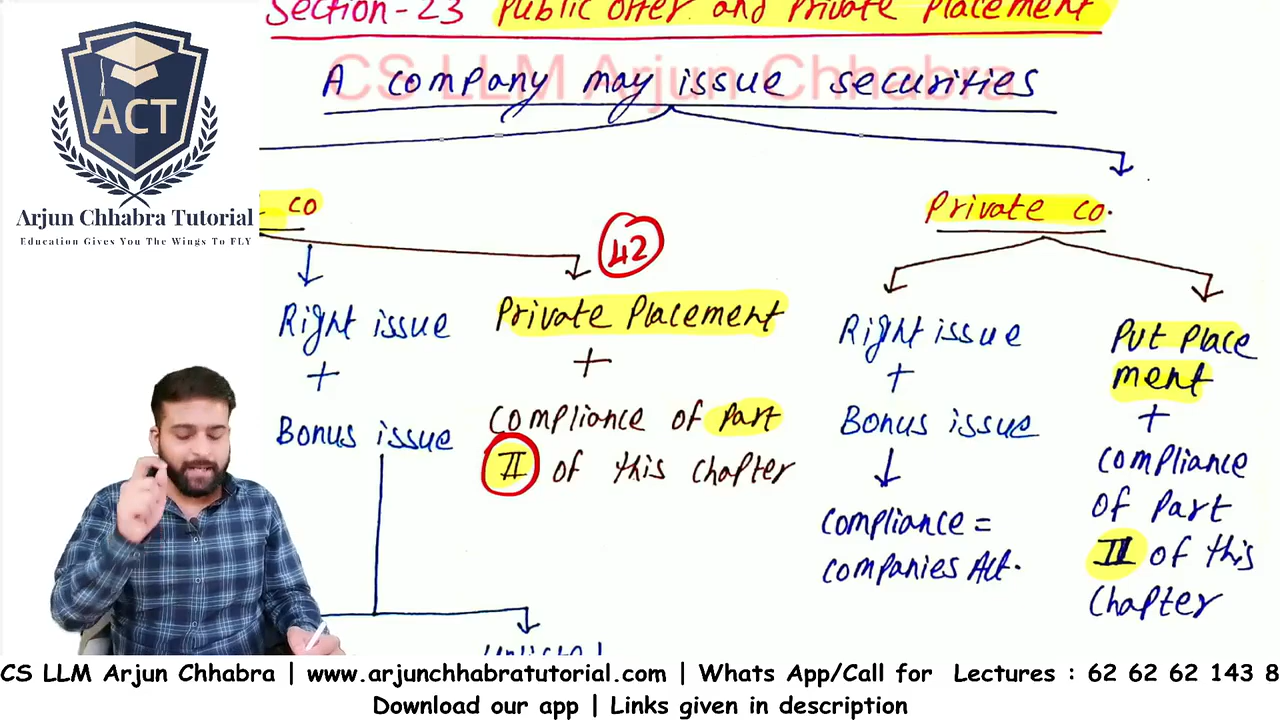 Section-23 Public Offer and Private Placement
A company may issue securities
CS LLM Arjun Chhabra
ACT
Arjun Chhabra Tutorial
Education Gives You The Wings To FLY
co
Right issue
+
Bonus issue
42
Private Placement
+
Compliance of Part
II of this chapter
Private co.
Right issue
+
Bonus issue
Compliance =
Companies Act.
Pvt Place
ment
+
Compliance
of Part
II of this
Chapter
CS LLM Arjun Chhabra | www.arjunchhabratutorial.com | Whats App/Call for Lectures : 62 62 62 143 8
Download our app | Links given in description